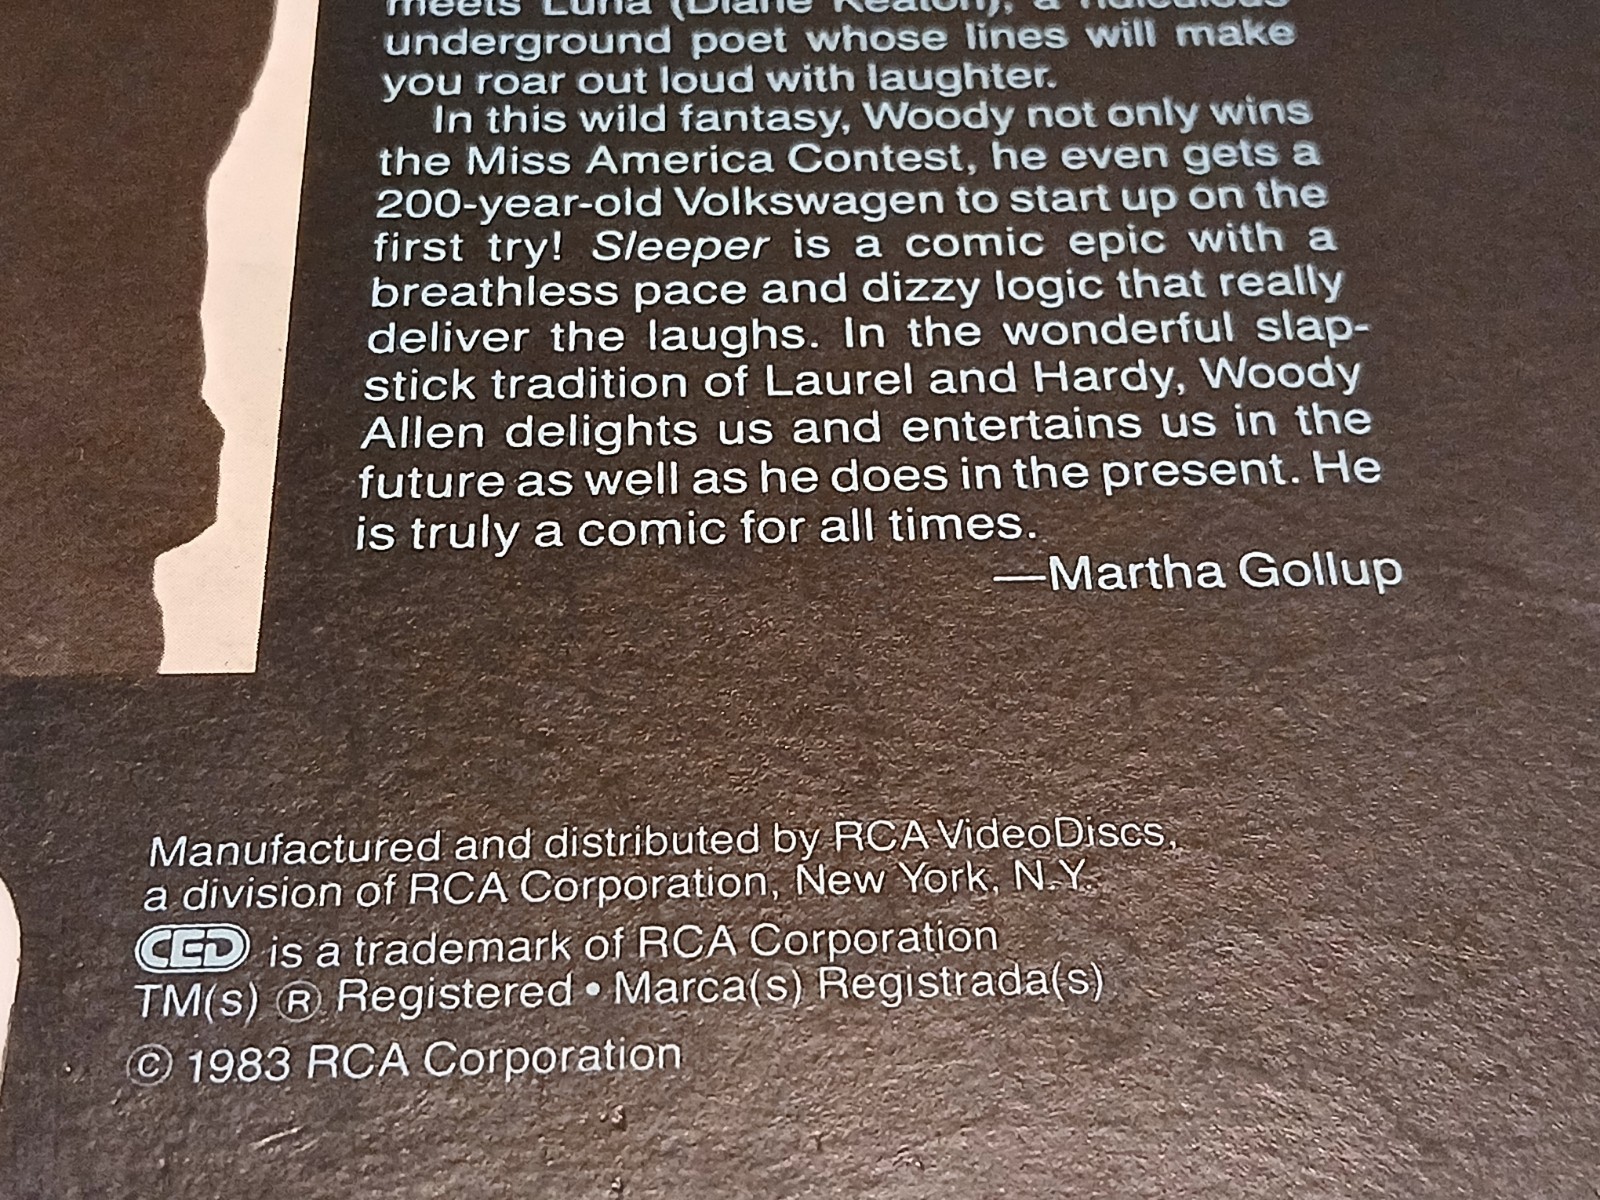 meets Luna (Diane Keaton), a ridiculous
underground poet whose lines will make
you roar out loud with laughter.
In this wild fantasy, Woody not only wins
the Miss America Contest, he even gets a
200-year-old Volkswagen to start up on the
first try! Sleeper is a comic epic with a
breathless pace and dizzy logic that really
deliver the laughs. In the wonderful slap-
stick tradition of Laurel and Hardy, Woody
Allen delights us and entertains us in the
future as well as he does in the present. He
is truly a comic for all times.
—Martha Gollup
Manufactured and distributed by RCA VideoDiscs,
a division of RCA Corporation, New York, N.Y.
CED is a trademark of RCA Corporation
TM(s) ® Registered • Marca(s) Registrada(s)
© 1983 RCA Corporation